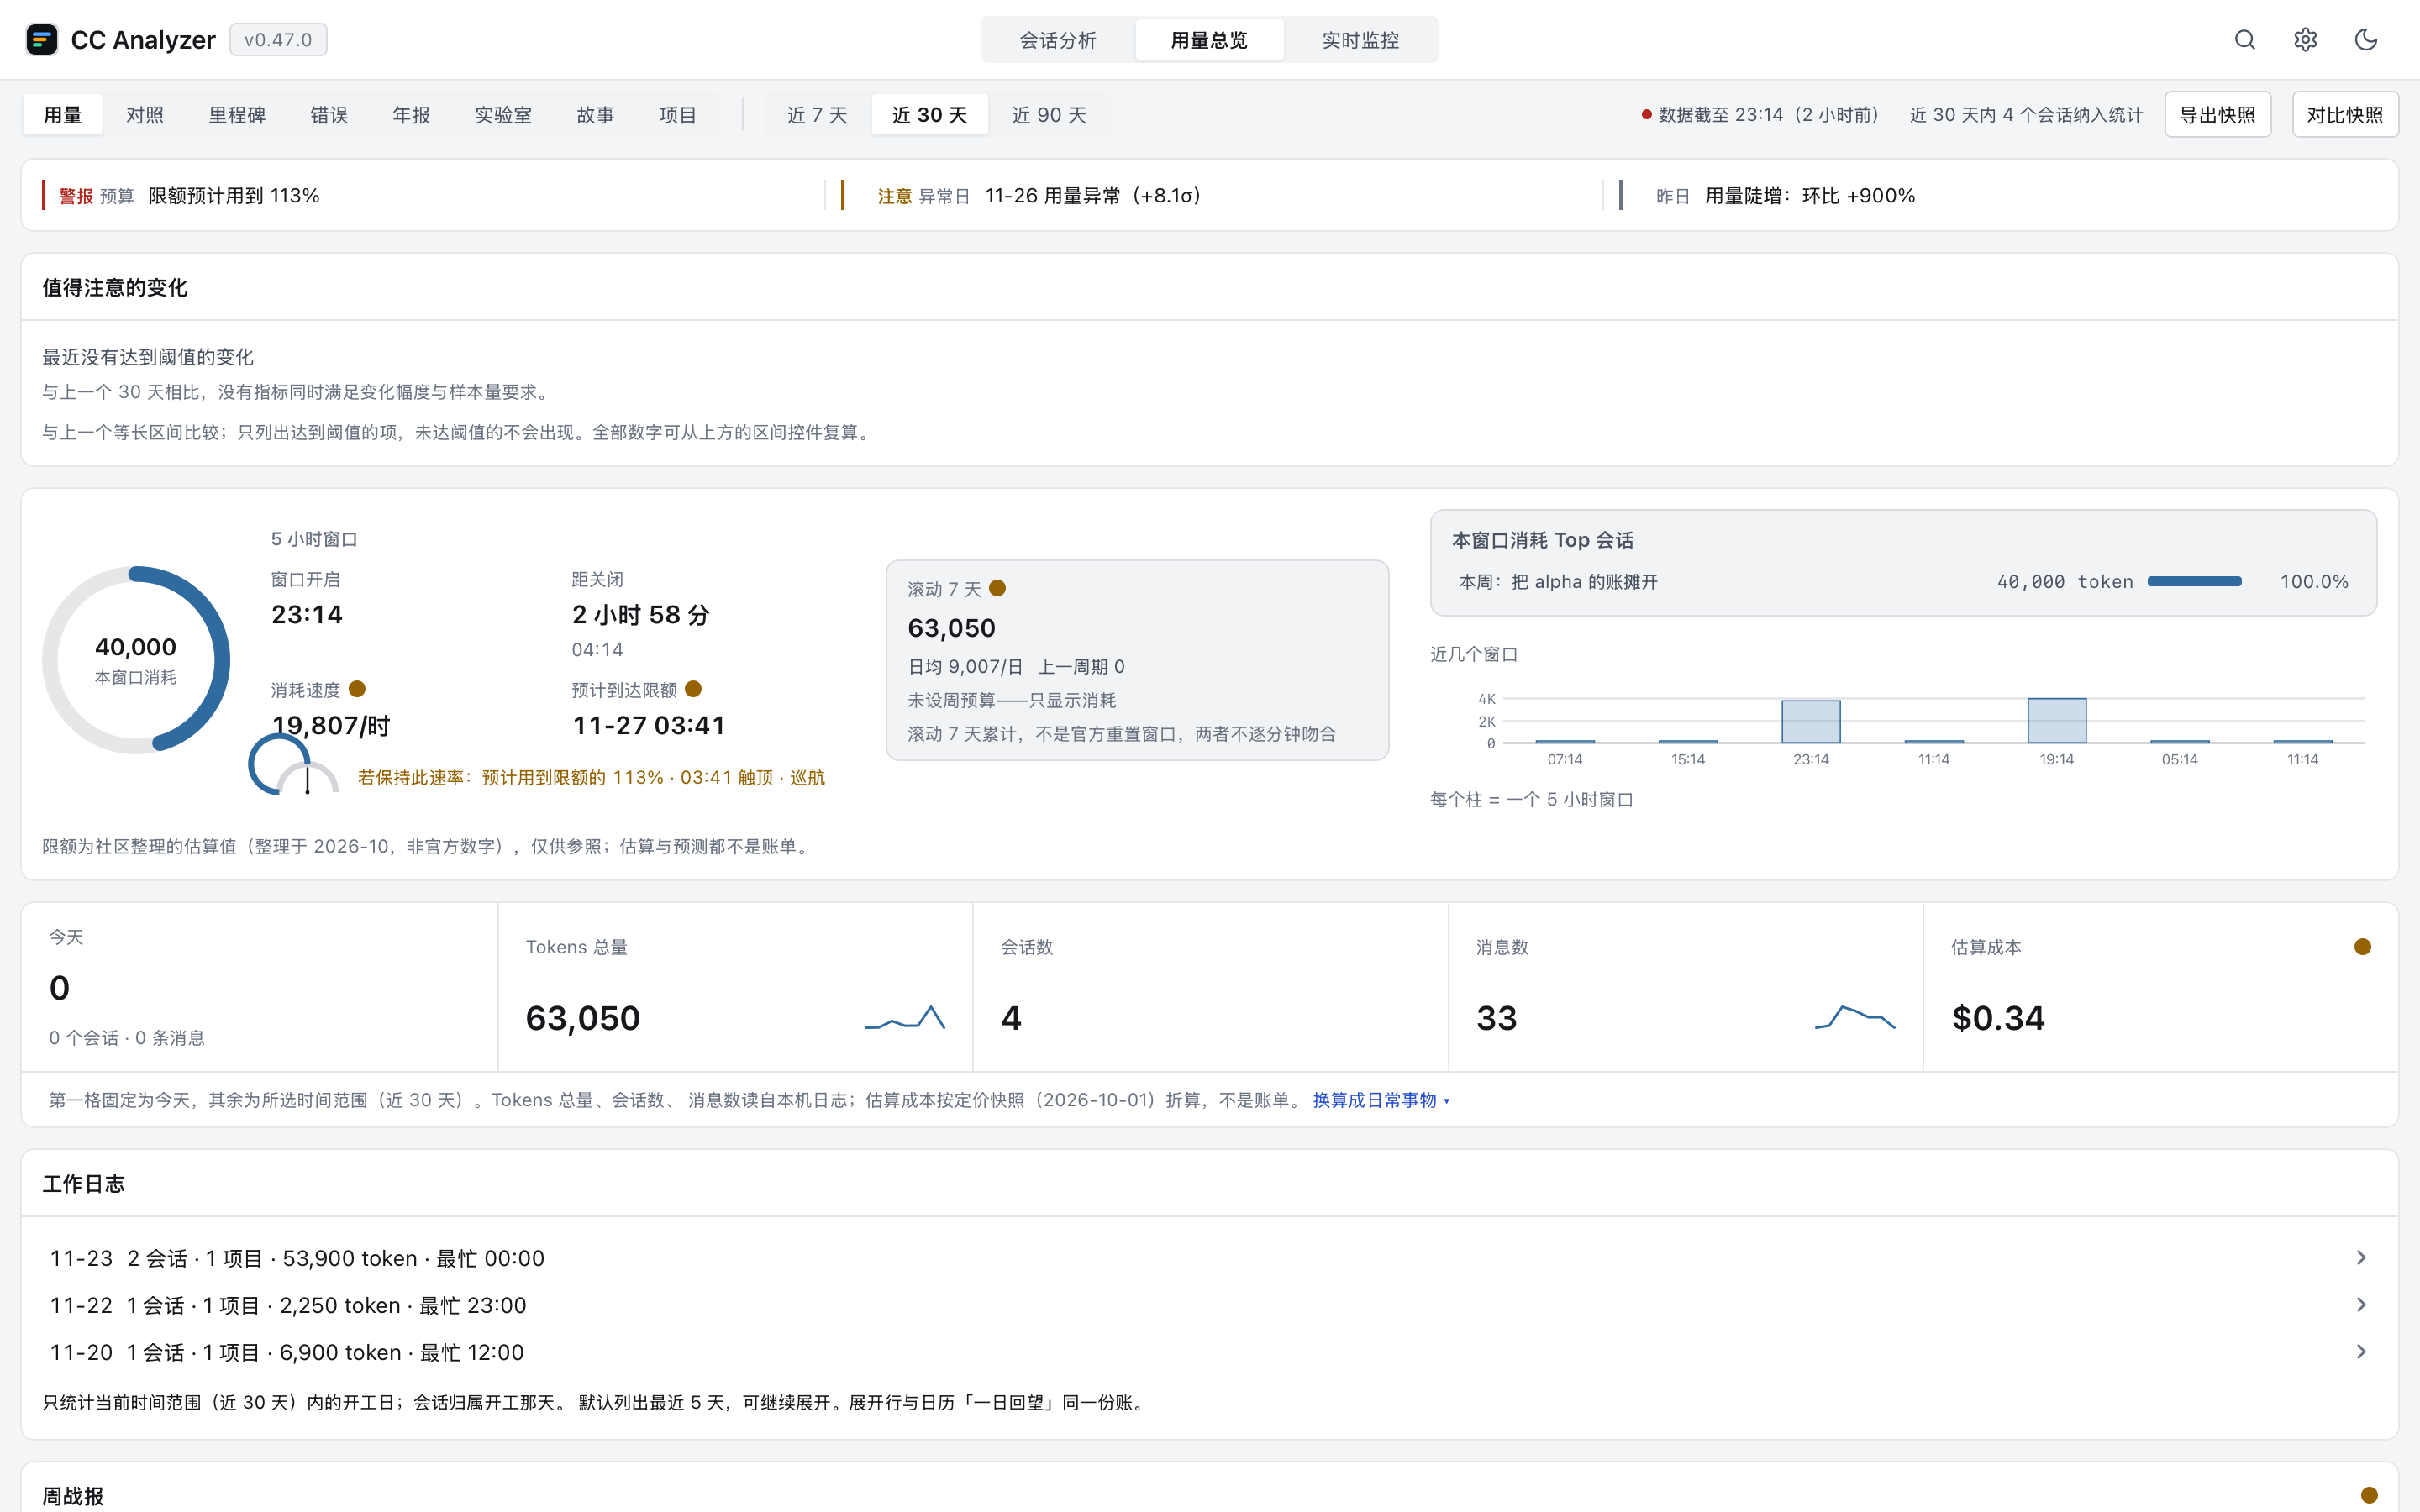 CC Analyzer v0.47.0
会话分析 用量总览 实时监控
用量 对照 里程碑 错误 年报 实验室 故事 项目 近 7 天 近 30 天 近 90 天
数据截至 23:14（2 小时前） 近 30 天内 4 个会话纳入统计 导出快照 对比快照
警报 预算 限额预计用到 113%
注意 异常日 11-26 用量异常（+8.1σ）
昨日 用量陡增：环比 +900%
值得注意的变化
最近没有达到阈值的变化
与上一个 30 天相比，没有指标同时满足变化幅度与样本量要求。
与上一个等长区间比较；只列出达到阈值的项，未达阈值的不会出现。全部数字可从上方的区间控件复算。
40,000
本窗口消耗
5 小时窗口
窗口开启
23:14
距关闭
2 小时 58 分
04:14
消耗速度
19,807/时
预计到达限额
11-27 03:41
若保持此速率：预计用到限额的 113% · 03:41 触顶 · 巡航
滚动 7 天
63,050
日均 9,007/日 上一周期 0
未设周预算——只显示消耗
滚动 7 天累计，不是官方重置窗口，两者不逐分钟吻合
本窗口消耗 Top 会话
本周：把 alpha 的账摊开 40,000 token 100.0%
近几个窗口
4K
2K
0
07:14 15:14 23:14 11:14 19:14 05:14 11:14
每个柱 = 一个 5 小时窗口
限额为社区整理的估算值（整理于 2026-10，非官方数字），仅供参照；估算与预测都不是账单。
今天
0
0 个会话 · 0 条消息
Tokens 总量
63,050
会话数
4
消息数
33
估算成本
$0.34
第一格固定为今天，其余为所选时间范围（近 30 天）。Tokens 总量、会话数、 消息数读自本机日志；估算成本按定价快照（2026-10-01）折算，不是账单。 换算成日常事物 ▾
工作日志
11-23 2 会话 · 1 项目 · 53,900 token · 最忙 00:00
11-22 1 会话 · 1 项目 · 2,250 token · 最忙 23:00
11-20 1 会话 · 1 项目 · 6,900 token · 最忙 12:00
只统计当前时间范围（近 30 天）内的开工日；会话归属开工那天。 默认列出最近 5 天，可继续展开。展开行与日历「一日回望」同一份账。
周战报